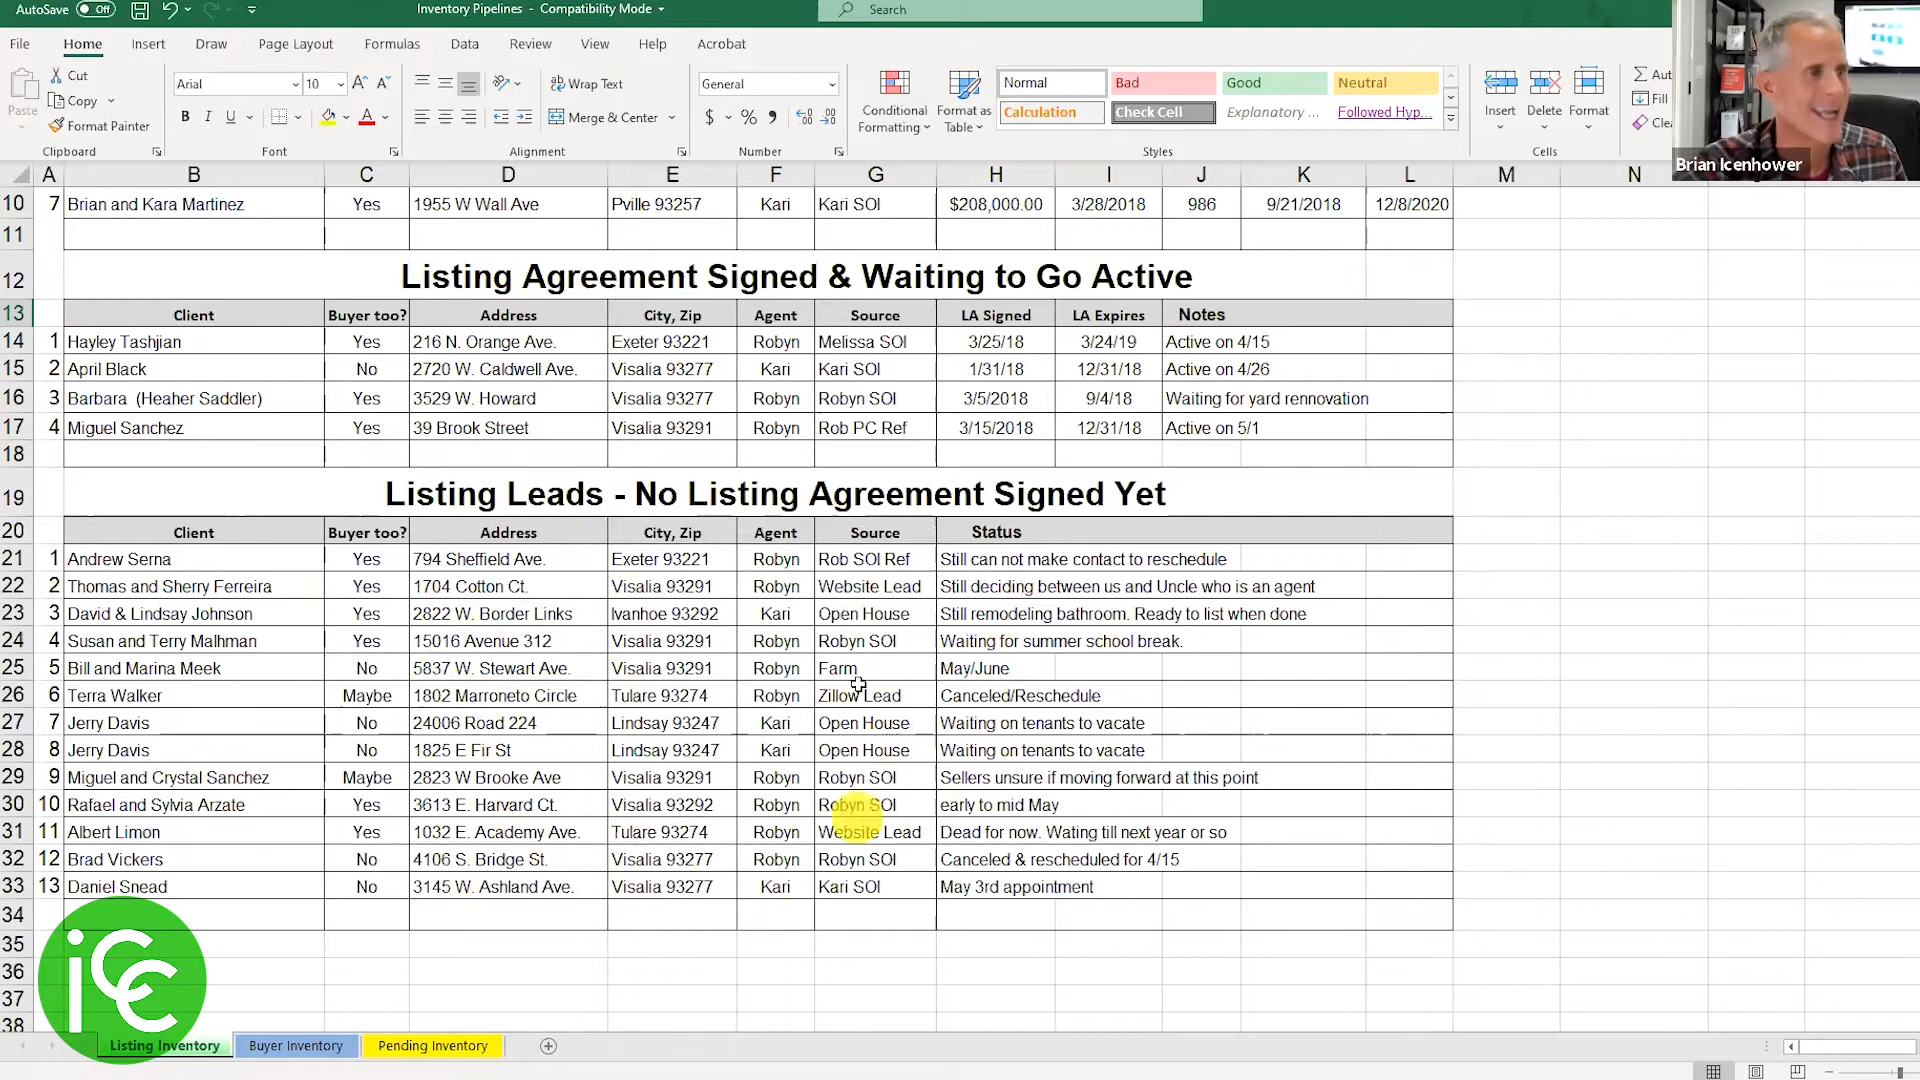 AutoSave Off Inventory Pipelines - Compatibility Mode Search
File Home Insert Draw Page Layout Formulas Data Review View Help Acrobat
Paste Cut Copy Format Painter Clipboard
Arial 10 B I U Font
Wrap Text Merge & Center Alignment
General $ % Number
Conditional Formatting Format as Table
Normal Bad Good Neutral
Calculation Check Cell Explanatory ... Followed Hyp...
Styles
Insert Delete Format Cells
Aut
Fill
Clea
Brian Icenhower
A B C D E F G H I J K L M N
10 7 Brian and Kara Martinez Yes 1955 W Wall Ave Pville 93257 Kari Kari SOI $208,000.00 3/28/2018 986 9/21/2018 12/8/2020
11
12 Listing Agreement Signed & Waiting to Go Active
13 Client Buyer too? Address City, Zip Agent Source LA Signed LA Expires Notes
14 1 Hayley Tashjian Yes 216 N. Orange Ave. Exeter 93221 Robyn Melissa SOI 3/25/18 3/24/19 Active on 4/15
15 2 April Black No 2720 W. Caldwell Ave. Visalia 93277 Kari Kari SOI 1/31/18 12/31/18 Active on 4/26
16 3 Barbara (Heaher Saddler) Yes 3529 W. Howard Visalia 93277 Robyn Robyn SOI 3/5/2018 9/4/18 Waiting for yard rennovation
17 4 Miguel Sanchez Yes 39 Brook Street Visalia 93291 Robyn Rob PC Ref 3/15/2018 12/31/18 Active on 5/1
18
19 Listing Leads - No Listing Agreement Signed Yet
20 Client Buyer too? Address City, Zip Agent Source Status
21 1 Andrew Serna Yes 794 Sheffield Ave. Exeter 93221 Robyn Rob SOI Ref Still can not make contact to reschedule
22 2 Thomas and Sherry Ferreira Yes 1704 Cotton Ct. Visalia 93291 Robyn Website Lead Still deciding between us and Uncle who is an agent
23 3 David & Lindsay Johnson Yes 2822 W. Border Links Ivanhoe 93292 Kari Open House Still remodeling bathroom. Ready to list when done
24 4 Susan and Terry Malhman Yes 15016 Avenue 312 Visalia 93291 Robyn Robyn SOI Waiting for summer school break.
25 5 Bill and Marina Meek No 5837 W. Stewart Ave. Visalia 93291 Robyn Farm May/June
26 6 Terra Walker Maybe 1802 Marroneto Circle Tulare 93274 Robyn Zillow Lead Canceled/Reschedule
27 7 Jerry Davis No 24006 Road 224 Lindsay 93247 Kari Open House Waiting on tenants to vacate
28 8 Jerry Davis No 1825 E Fir St Lindsay 93247 Kari Open House Waiting on tenants to vacate
29 9 Miguel and Crystal Sanchez Maybe 2823 W Brooke Ave Visalia 93291 Robyn Robyn SOI Sellers unsure if moving forward at this point
30 10 Rafael and Sylvia Arzate Yes 3613 E. Harvard Ct. Visalia 93292 Robyn Robyn SOI early to mid May
31 11 Albert Limon Yes 1032 E. Academy Ave. Tulare 93274 Robyn Website Lead Dead for now. Wating till next year or so
32 12 Brad Vickers No 4106 S. Bridge St. Visalia 93277 Robyn Robyn SOI Canceled & rescheduled for 4/15
33 13 Daniel Snead No 3145 W. Ashland Ave. Visalia 93277 Kari Kari SOI May 3rd appointment
34
35
36
37
38
iCC
Listing Inventory Buyer Inventory Pending Inventory